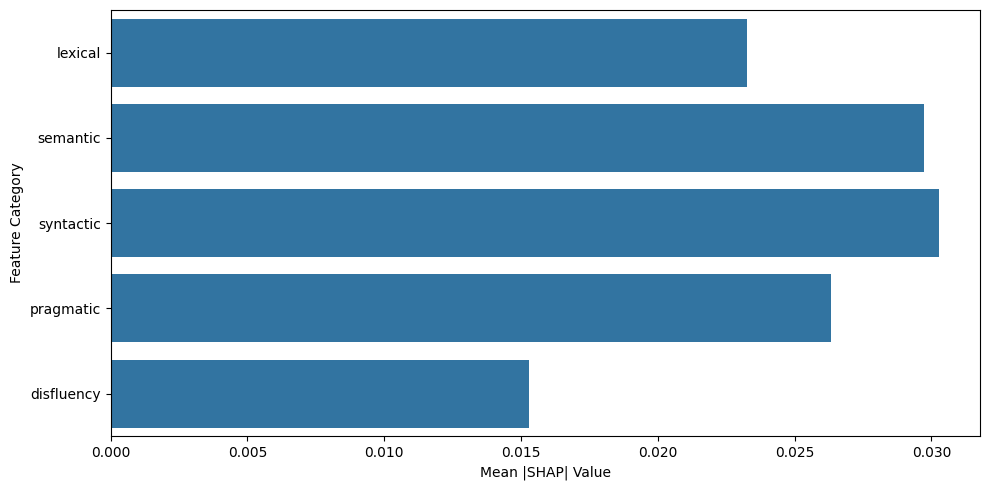 Feature Category
lexical
semantic
syntactic
pragmatic
disfluency
0.000 0.005 0.010 0.015 0.020 0.025 0.030
Mean |SHAP| Value